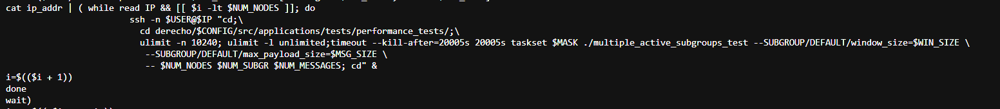 cat ip_addr | ( while read IP && [[ $i -lt $NUM_NODES ]]; do
ssh -n $USER@$IP "cd;\
cd derecho/$CONFIG/src/applications/tests/performance_tests/;\
ulimit -n 10240; ulimit -l unlimited;timeout --kill-after=20005s 20005s taskset $MASK ./multiple_active_subgroups_test --SUBGROUP/DEFAULT/window_size=$WIN_SIZE \
--SUBGROUP/DEFAULT/max_payload_size=$MSG_SIZE \
-- $NUM_NODES $NUM_SUBGR $NUM_MESSAGES; cd" &
i=$(($i + 1))
done
wait)